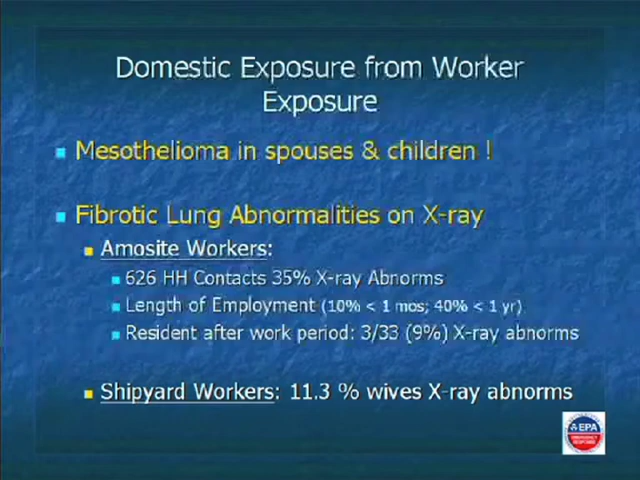 Domestic Exposure from Worker
Exposure
Mesothelioma in spouses & children !
Fibrotic Lung Abnormalities on X-ray
Amosite Workers:
626 HH Contacts 35% X-ray Abnorms
Length of Employment (10% < 1 mos; 40% < 1 yr)
Resident after work period: 3/33 (9%) X-ray abnorms
Shipyard Workers: 11.3 % wives X-ray abnorms
EPA